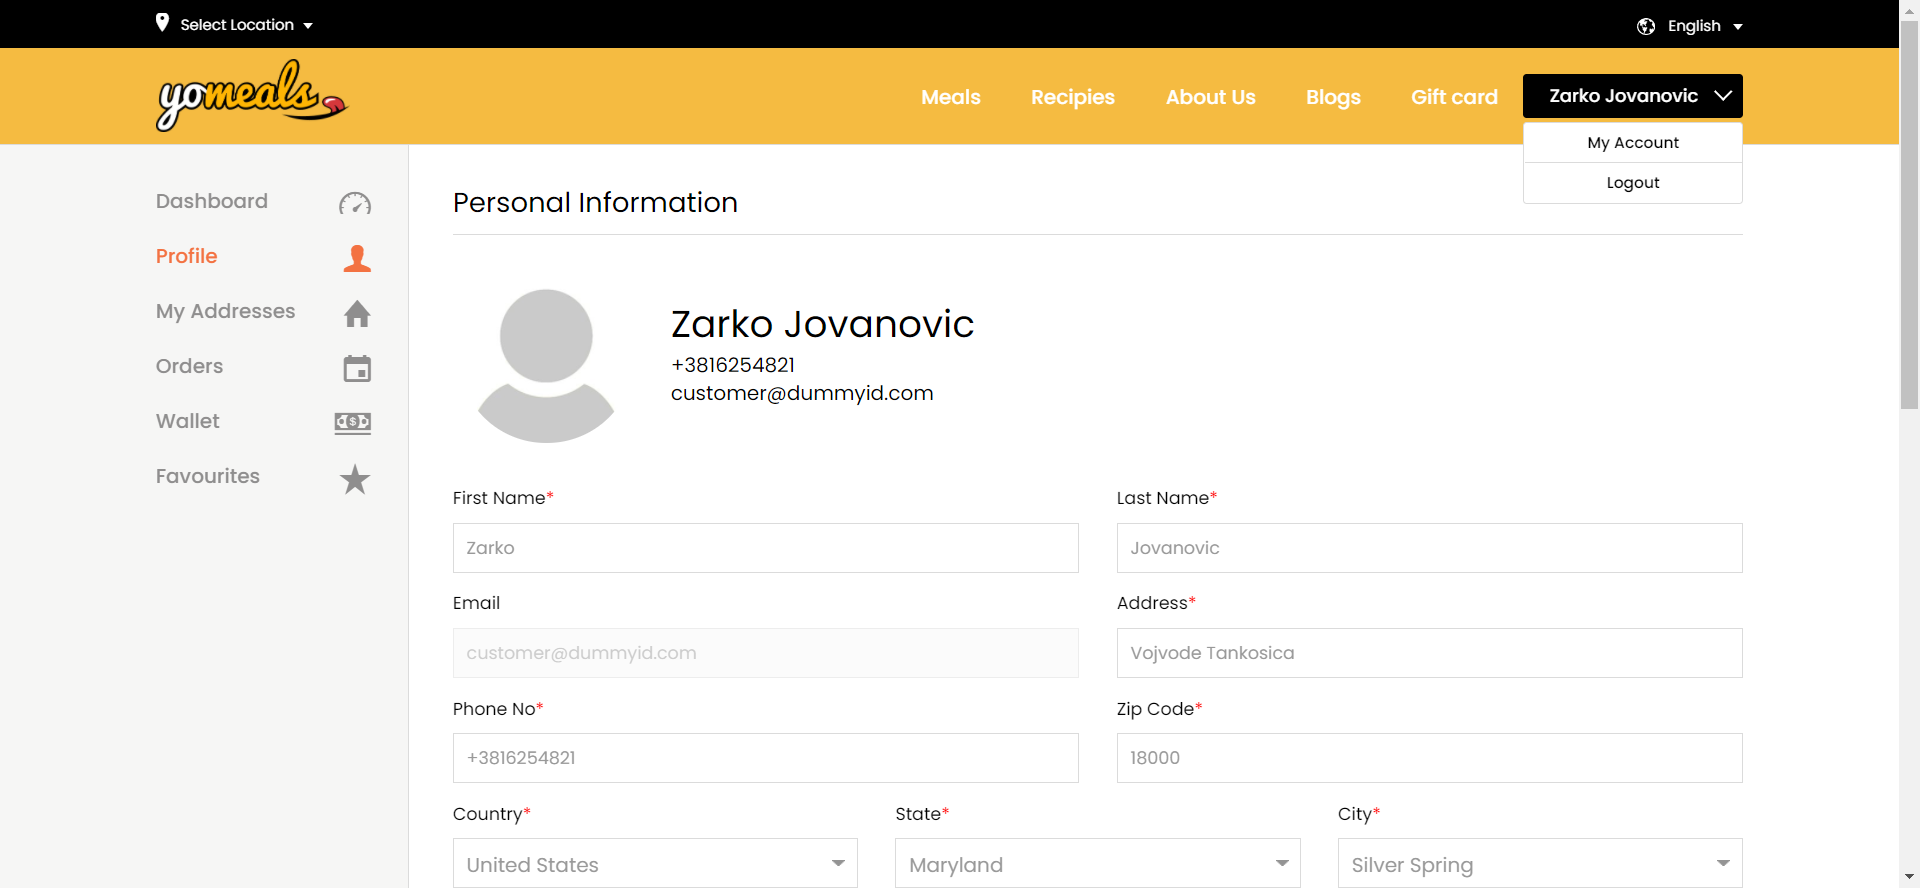 Select Location
English
yomeals
Meals
Recipies
About Us
Blogs
Gift card
Zarko Jovanovic
My Account
Logout
Dashboard
Profile
My Addresses
Orders
Wallet
Favourites
Personal Information
Zarko Jovanovic
+3816254821
customer@dummyid.com
First Name*
Zarko
Last Name*
Jovanovic
Email
customer@dummyid.com
Address*
Vojvode Tankosica
Phone No*
+3816254821
Zip Code*
18000
Country*
United States
State*
Maryland
City*
Silver Spring